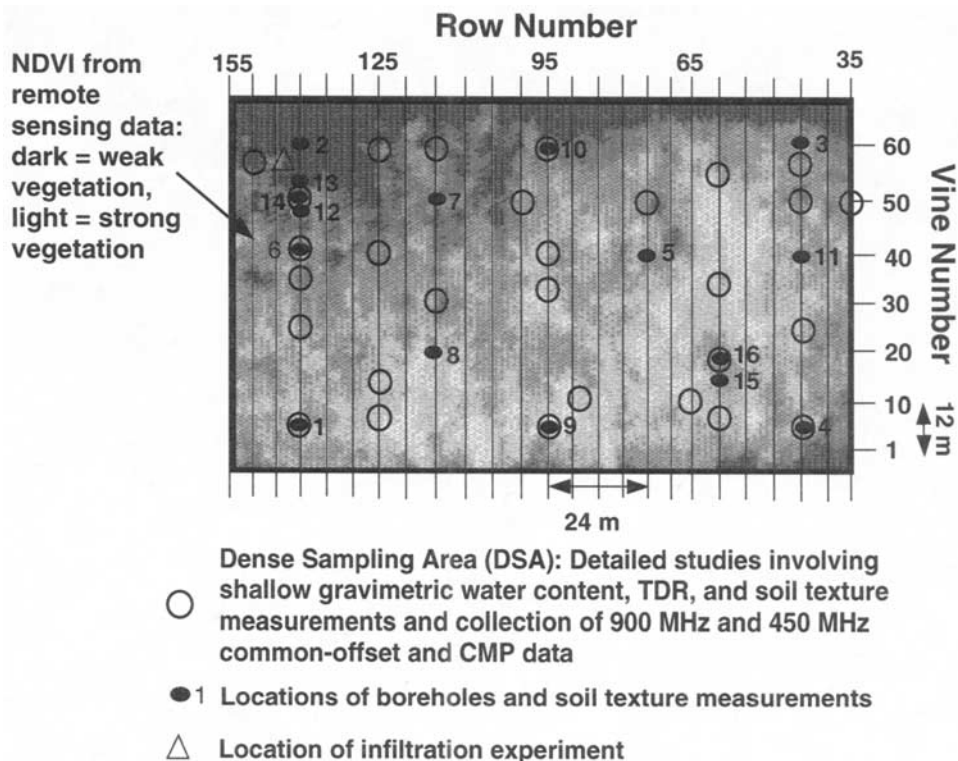 Row Number
155 125 95 65 35
NDVI from
remote
sensing data:
dark = weak
vegetation,
light = strong
vegetation
2 10 3 60
13
14 7 50
12
6 5 11 40
30
8 16 20
15
10
1 9 4 1
Vine Number
12 m
24 m
Dense Sampling Area (DSA): Detailed studies involving
shallow gravimetric water content, TDR, and soil texture
measurements and collection of 900 MHz and 450 MHz
common-offset and CMP data
1 Locations of boreholes and soil texture measurements
Location of infiltration experiment